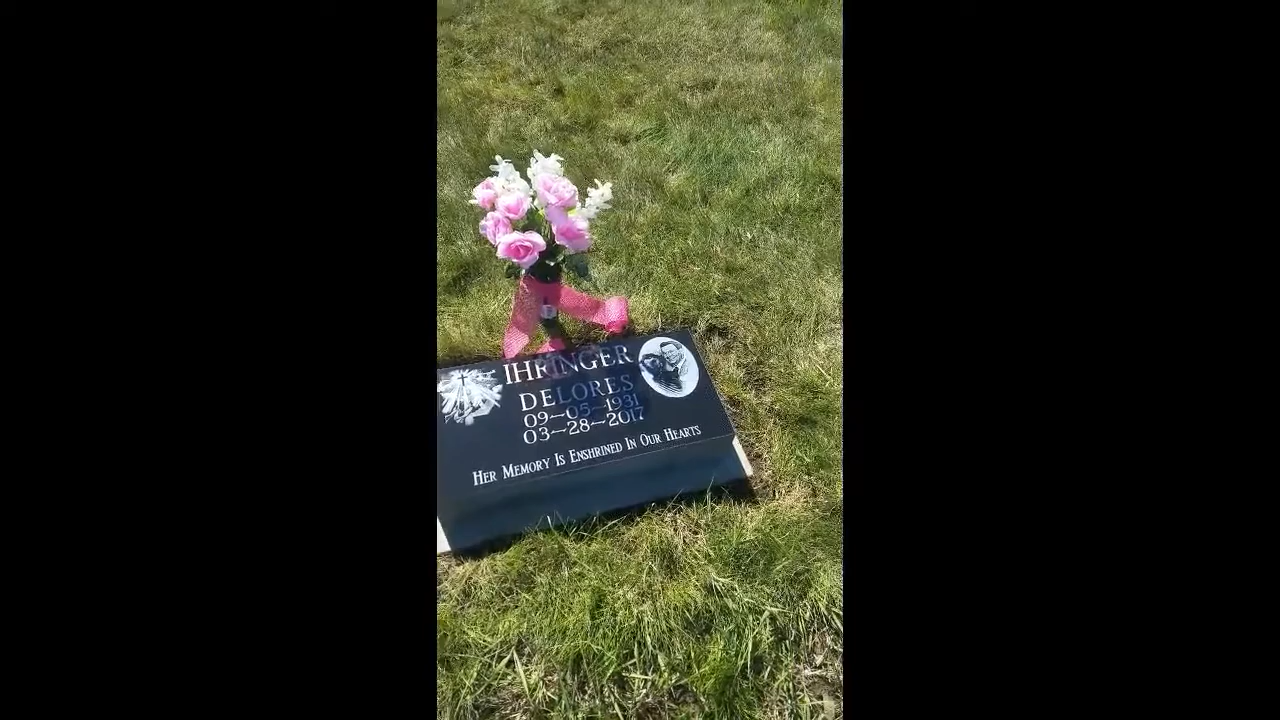 IHRINGER
DELORES
09-05-1931
03-28-2017
HER MEMORY IS ENSHRINED IN OUR HEARTS